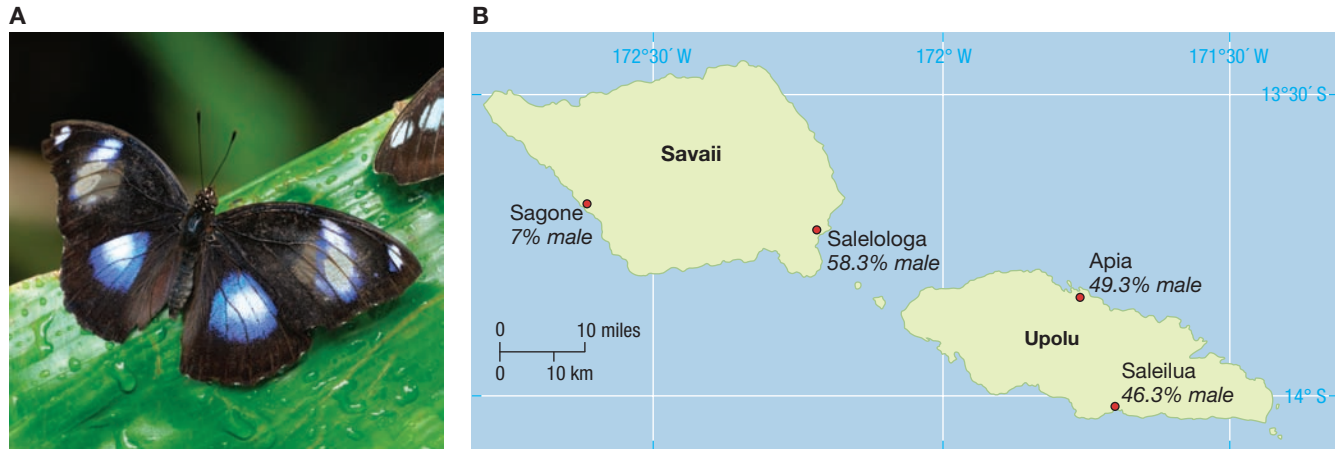 A
B
172°30′ W
172° W
171°30′ W
13°30′ S
Savaii
Sagone
7% male
Salelologa
58.3% male
Apia
49.3% male
0
10 miles
0
10 km
Upolu
Saleilua
46.3% male
14° S